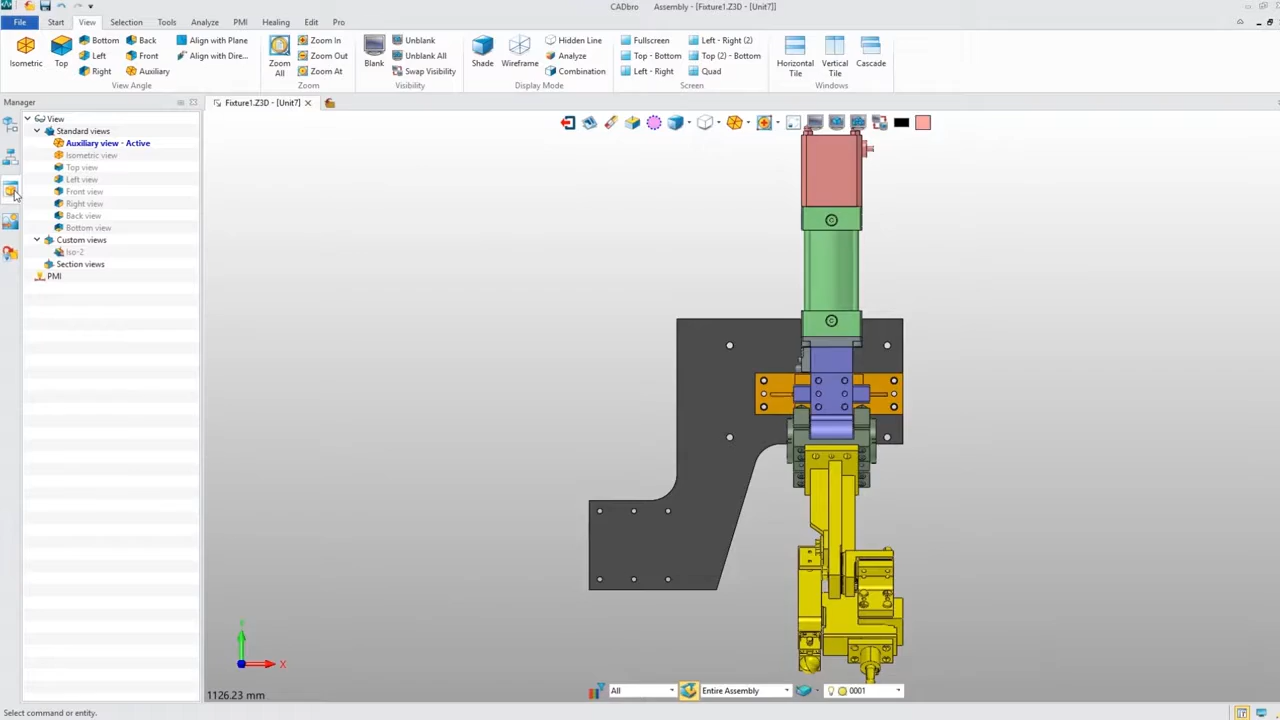 CADbro Assembly - [Fixture1.Z3D - [Unit7]]
File Start View Selection Tools Analyze PMI Healing Edit Pro
Bottom Back Align with Plane Zoom In Unblank Hidden Line Fullscreen Left - Right (2)
Left Front Align with Dire... Zoom Out Unblank All Analyze Top - Bottom Top (2) - Bottom
Isometric Top Right Auxiliary Zoom All Zoom At Blank Swap Visibility Shade Wireframe Combination Left - Right Quad Horizontal Tile Vertical Tile Cascade
View Angle Zoom Visibility Display Mode Screen Windows
Manager
Fixture1.Z3D - [Unit7]
View
Standard views
Auxiliary view - Active
Isometric view
Top view
Left view
Front view
Right view
Back view
Bottom view
Custom views
Iso-2
Section views
PMI
X
1126.23 mm
All Entire Assembly 0001
Select command or entity.